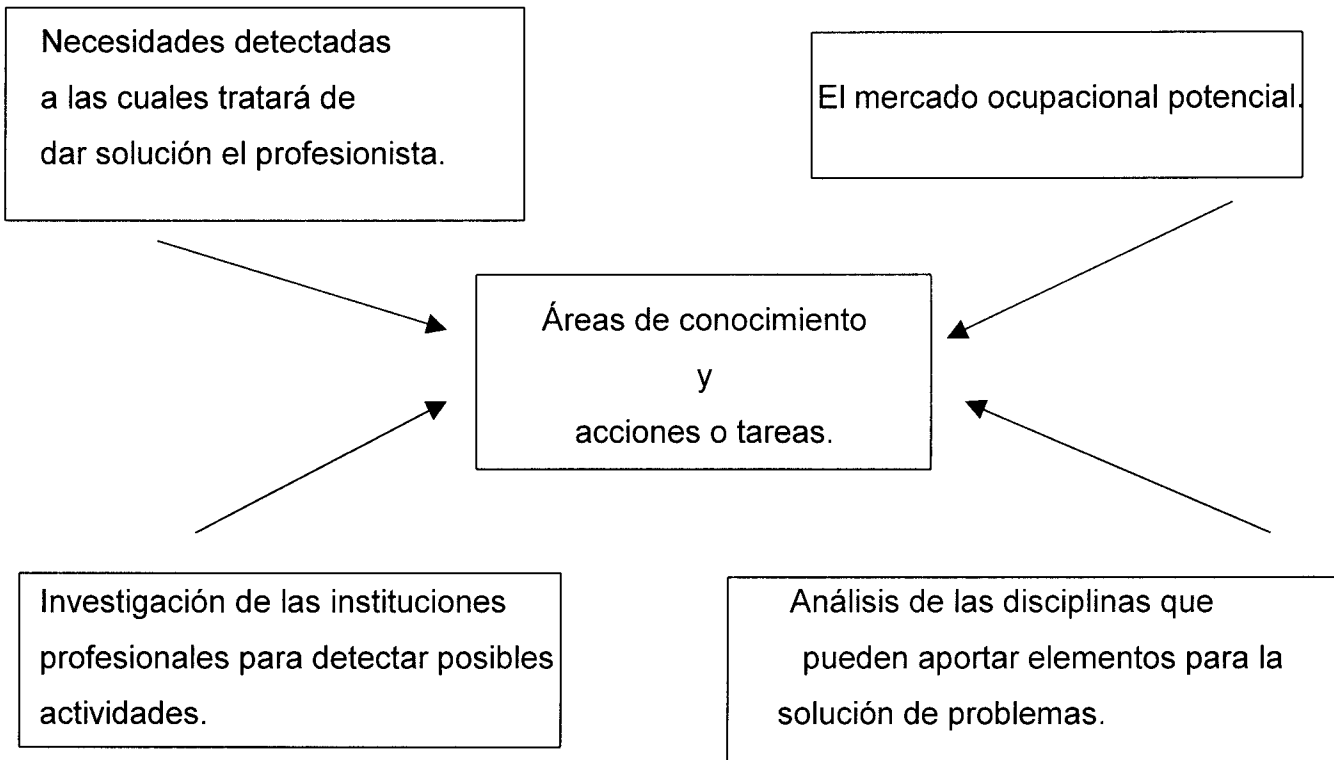 Necesidades detectadas
a las cuales tratará de
dar solución el profesionista.
El mercado ocupacional potencial.
Áreas de conocimiento
y
acciones o tareas.
Investigación de las instituciones
profesionales para detectar posibles
actividades.
Análisis de las disciplinas que
pueden aportar elementos para la
solución de problemas.